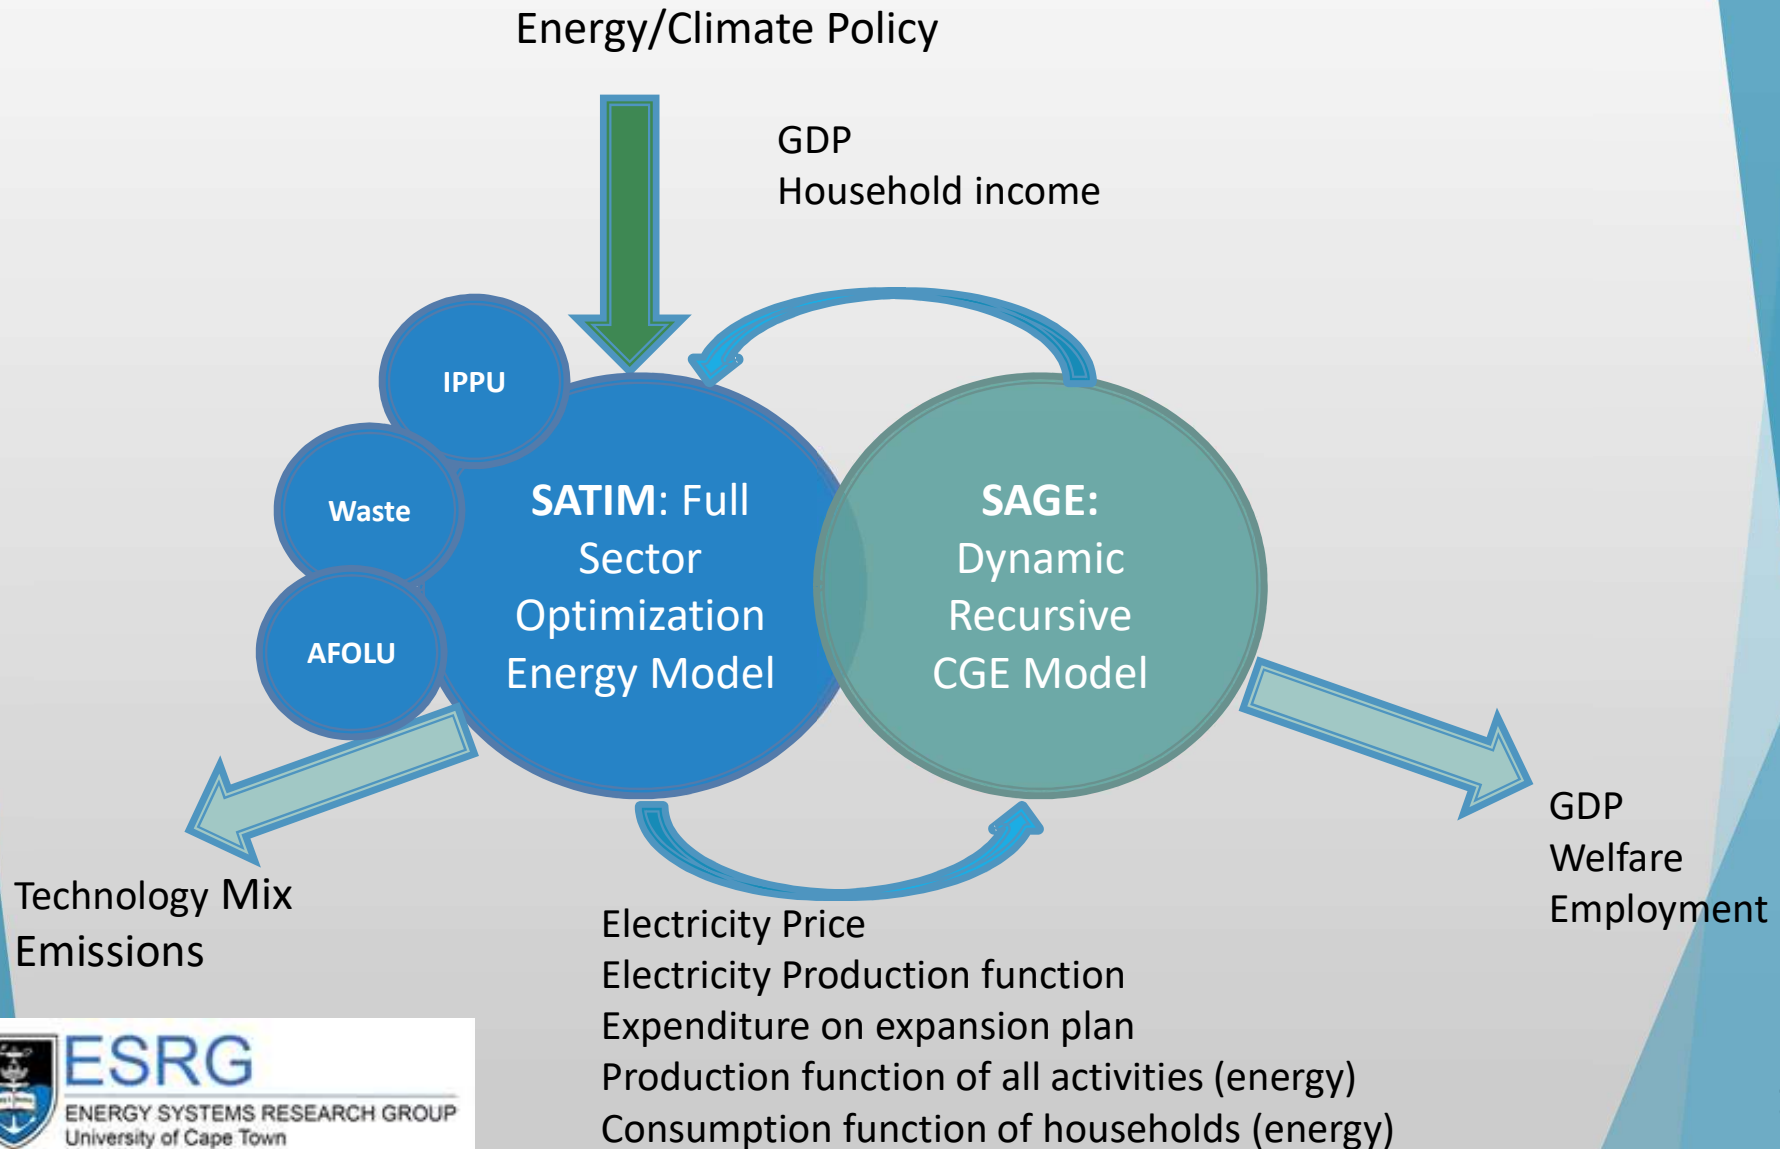 Energy/Climate Policy
GDP
Household income
IPPU
Waste
AFOLU
SATIM: Full
Sector
Optimization
Energy Model
SAGE:
Dynamic
Recursive
CGE Model
Technology Mix
Emissions
GDP
Welfare
Employment
Electricity Price
Electricity Production function
Expenditure on expansion plan
Production function of all activities (energy)
Consumption function of households (energy)
ESRG
ENERGY SYSTEMS RESEARCH GROUP
University of Cape Town